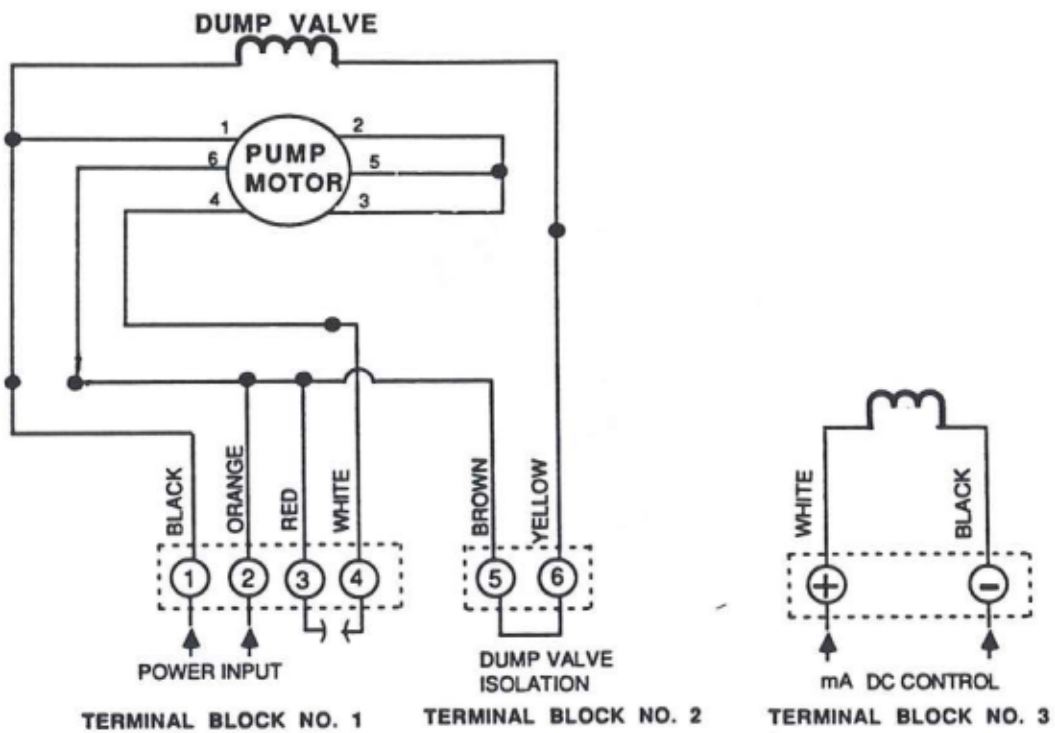 DUMP VALVE
1
2
6
PUMP
5
MOTOR
4
3
BLACK
ORANGE
RED
WHITE
BROWN
YELLOW
WHITE
BLACK
1
2
3
4
5
6
+
-
POWER INPUT
DUMP VALVE
ISOLATION
mA DC CONTROL
TERMINAL BLOCK NO. 1
TERMINAL BLOCK NO. 2
TERMINAL BLOCK NO. 3